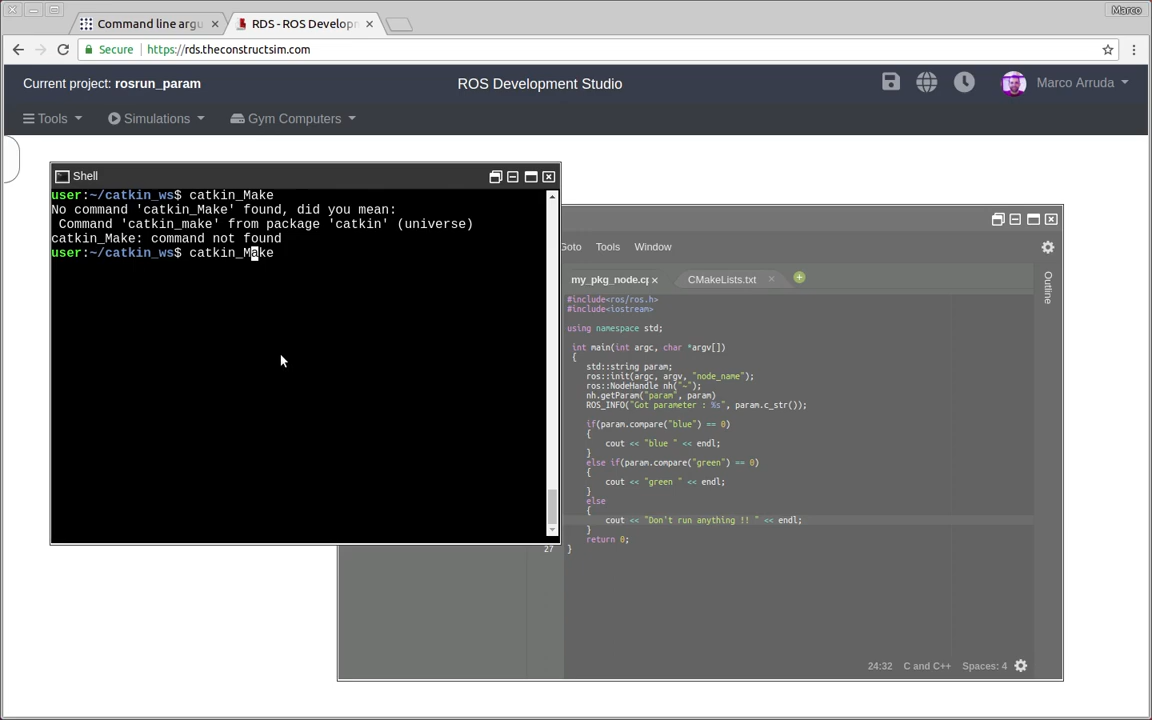 Marco
Command line argu
RDS - ROS Developr
Secure
https://rds.theconstructsim.com
Current project: rosrun_param
ROS Development Studio
Marco Arruda
Tools
Simulations
Gym Computers
Shell
user:~/catkin_ws$ catkin_Make
No command 'catkin_Make' found, did you mean:
 Command 'catkin_make' from package 'catkin' (universe)
catkin_Make: command not found
user:~/catkin_ws$ catkin_Make
Goto Tools Window
my_pkg_node.cp
CMakeLists.txt
Outline
#include<ros/ros.h>
#include<iostream>
using namespace std;
int main(int argc, char *argv[])
{
std::string param;
ros::init(argc, argv, "node_name");
ros::NodeHandle nh("~");
nh.getParam("param", param)
ROS_INFO("Got parameter : %s", param.c_str());
if(param.compare("blue") == 0)
{
cout << "blue " << endl;
}
else if(param.compare("green") == 0)
{
cout << "green " << endl;
}
else
{
cout << "Don't run anything !! " << endl;
}
return 0;
27 }
24:32 C and C++ Spaces: 4